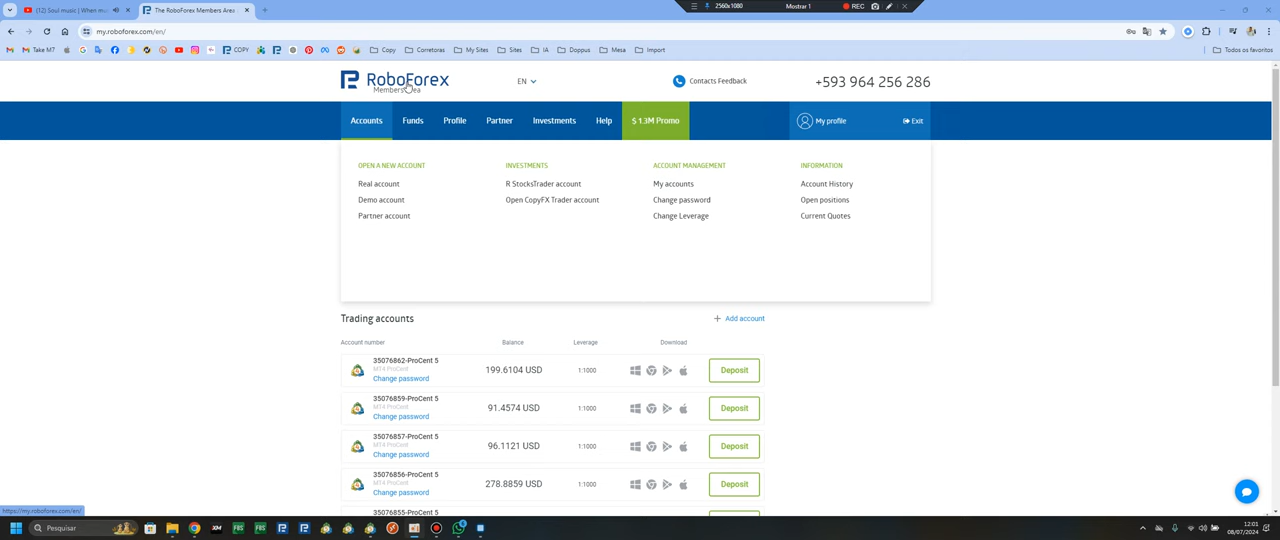 (12) Soul music | When mu
The RoboForex Members Area
2560x1080
Mostrar 1
REC
my.roboforex.com/en/
Take M7
COPY
Copy
Corretoras
My Sites
Sites
IA
Doppus
Mesa
Import
Todos os favoritos
RoboForex
Members Area
EN
Contacts Feedback
+593 964 256 286
Accounts
Funds
Profile
Partner
Investments
Help
$ 1.3M Promo
My profile
Exit
OPEN A NEW ACCOUNT
INVESTMENTS
ACCOUNT MANAGEMENT
INFORMATION
Real account
R StocksTrader account
My accounts
Account History
Demo account
Open CopyFX Trader account
Change password
Open positions
Partner account
Change Leverage
Current Quotes
Trading accounts
+ Add account
Account number
Balance
Leverage
Download
35076862-ProCent 5
MT4 ProCent
Change password
199.6104 USD
1:1000
Deposit
35076859-ProCent 5
MT4 ProCent
Change password
91.4574 USD
1:1000
Deposit
35076857-ProCent 5
MT4 ProCent
Change password
96.1121 USD
1:1000
Deposit
35076856-ProCent 5
MT4 ProCent
Change password
278.8859 USD
1:1000
Deposit
35076855-ProCent 5
https://my.roboforex.com/en/
Pesquisar
XM
FBS
FBS
12:01
08/07/2024